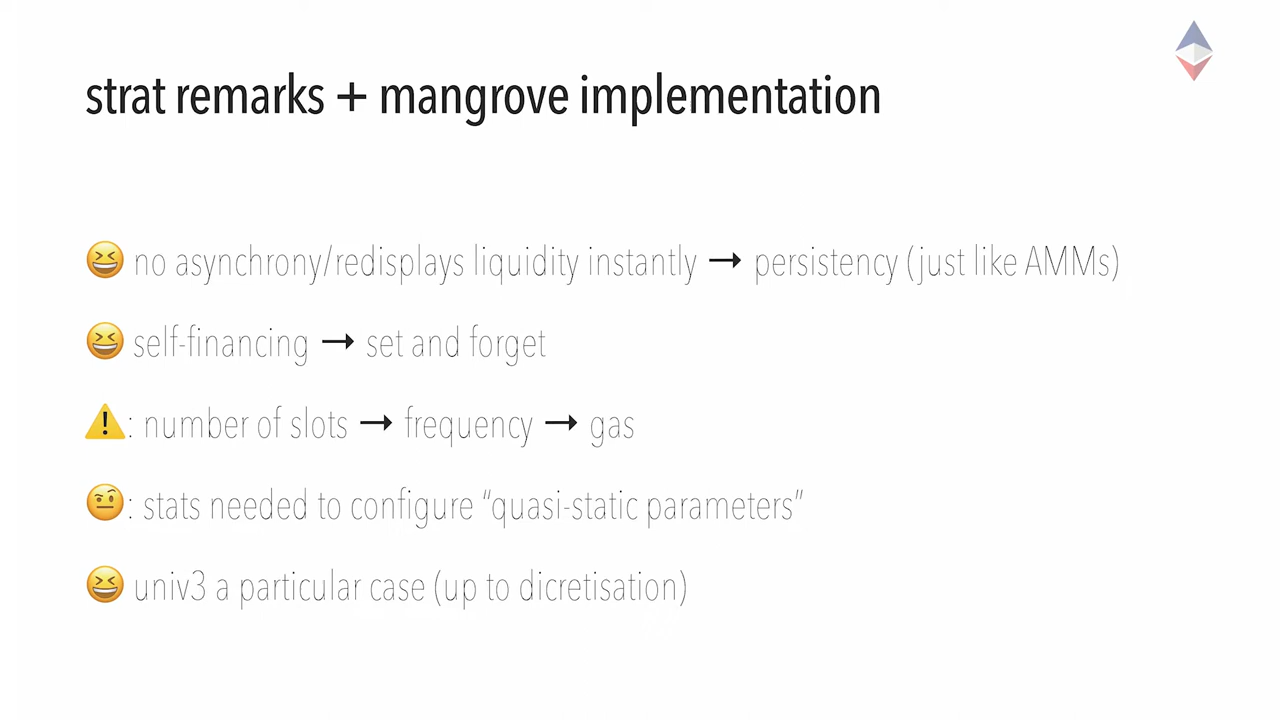 strat remarks + mangrove implementation
😆 no asynchrony/redisplays liquidity instantly → persistency (just like AMMs)
😆 self-financing → set and forget
⚠️: number of slots → frequency → gas
🤨: stats needed to configure “quasi-static parameters”
😆 univ3 a particular case (up to dicretisation)